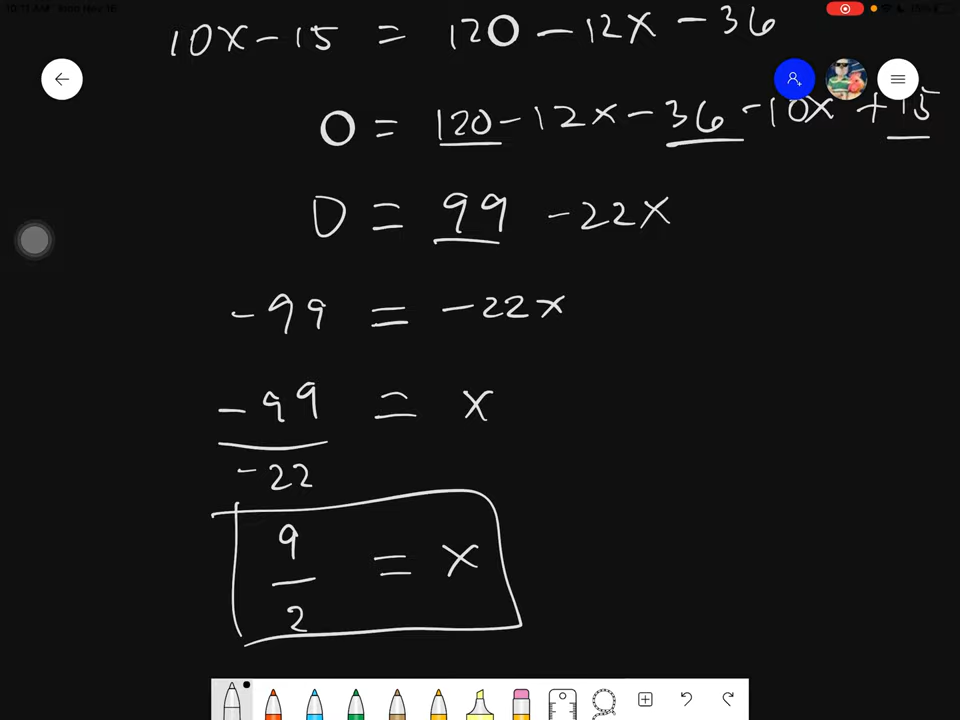 10x - 15 = 120 - 12x - 36
0 = 120 - 12x - 36 - 10x + 15
0 = 99 - 22x
-99 = -22x
-99 = x
-22
9 = x
2